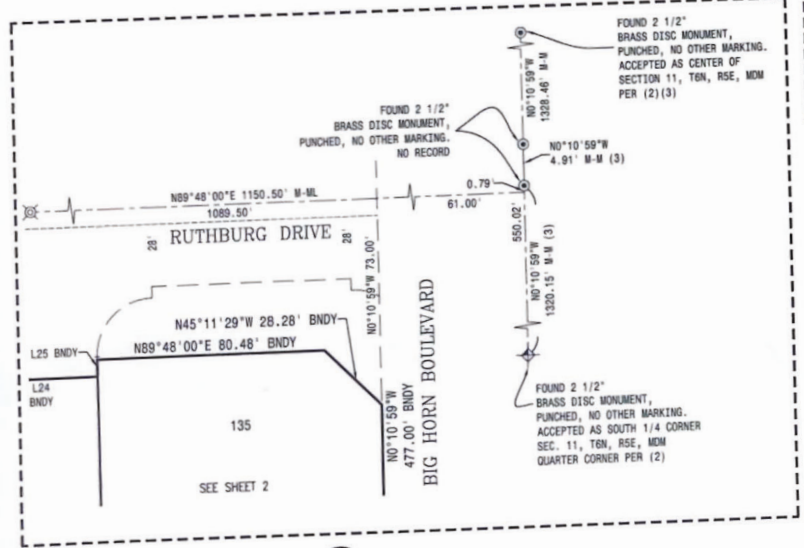 FOUND 2 1/2"
BRASS DISC MONUMENT,
PUNCHED, NO OTHER MARKING.
ACCEPTED AS CENTER OF
SECTION 11, T6N, R5E, MDM
PER (2)(3)
N0°10'59"W
1328.46' M-M
FOUND 2 1/2"
BRASS DISC MONUMENT,
PUNCHED, NO OTHER MARKING.
NO RECORD
N0°10'59"W
4.91' M-M (3)
0.79'
N89°48'00"E 1150.50' M-ML
1089.50'
61.00'
RUTHBURG DRIVE
28'
28'
N0°10'59"W 73.00'
550.02'
N0°10'59"W
1320.15' M-M (3)
N45°11'29"W 28.28' BNDY
N89°48'00"E 80.48' BNDY
L25 BNDY
L24
BNDY
135
SEE SHEET 2
N0°10'59"W
477.00' BNDY
BIG HORN BOULEVARD
FOUND 2 1/2"
BRASS DISC MONUMENT,
PUNCHED, NO OTHER MARKING.
ACCEPTED AS SOUTH 1/4 CORNER
SEC. 11, T6N, R5E, MDM
QUARTER CORNER PER (2)